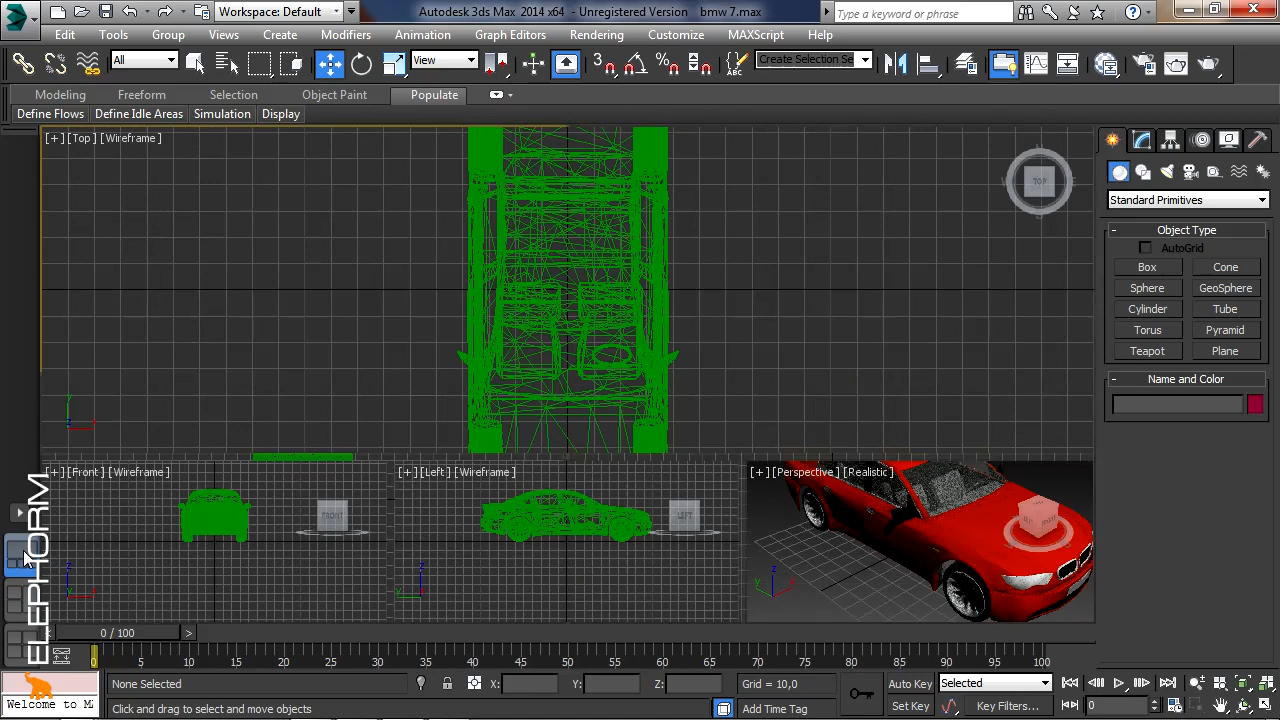 Workspace: Default
Autodesk 3ds Max 2014 x64 - Unregistered Version bmw 7.max
Type a keyword or phrase
Edit Tools Group Views Create Modifiers Animation Graph Editors Rendering Customize MAXScript Help
All
View
3
Create Selection Se
Modeling Freeform Selection Object Paint Populate
Define Flows Define Idle Areas Simulation Display
[+] [Top] [Wireframe]
TOP
Standard Primitives
- Object Type
AutoGrid
Box Cone
Sphere GeoSphere
Cylinder Tube
Torus Pyramid
Teapot Plane
- Name and Color
[+] [Front] [Wireframe]
FRONT
[+] [Left] [Wireframe]
LEFT
[+] [Perspective] [Realistic]
ELEPHORM
0 / 100
0 5 10 15 20 25 30 35 40 45 50 55 60 65 70 75 80 85 90 95 100
None Selected
X: Y: Z:
Grid = 10,0
Auto Key
Selected
Welcome to M
Click and drag to select and move objects
Add Time Tag
Set Key
Key Filters...
0